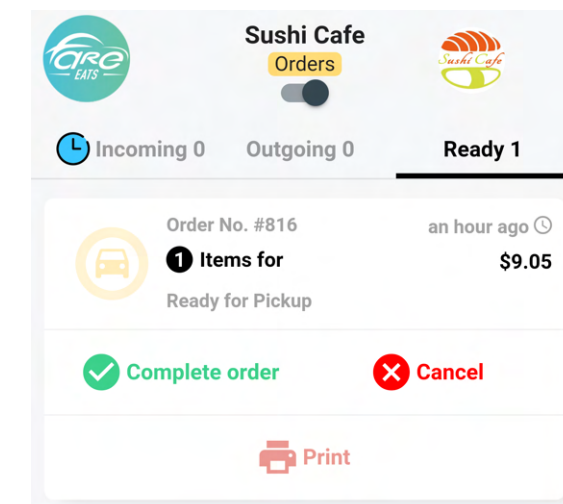 fare
EATS
Sushi Cafe
Orders
Sushi Cafe
Incoming 0
Outgoing 0
Ready 1
Order No. #816
an hour ago
1 Items for
$9.05
Ready for Pickup
Complete order
Cancel
Print